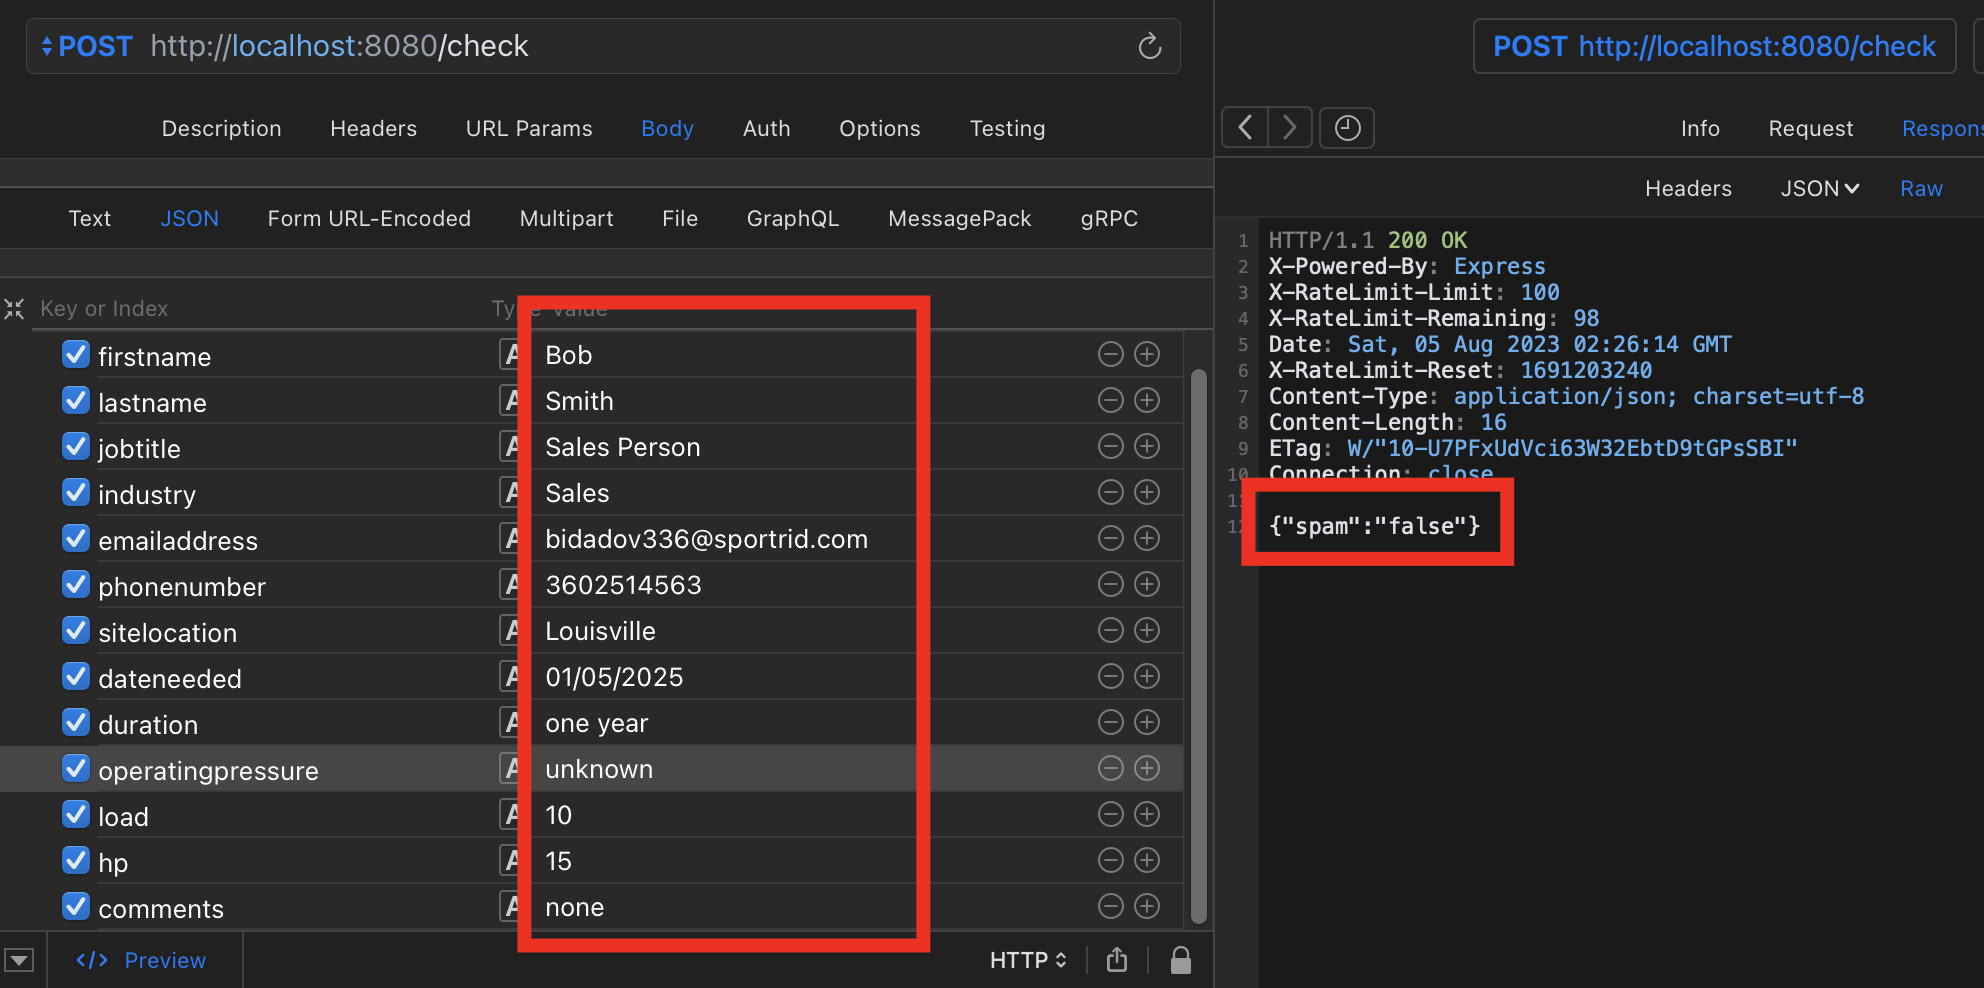 POST http://localhost:8080/check
Description Headers URL Params Body Auth Options Testing
Text JSON Form URL-Encoded Multipart File GraphQL MessagePack gRPC
Key or Index Type Value
firstname A Bob
lastname A Smith
jobtitle A Sales Person
industry A Sales
emailaddress A bidadov336@sportrid.com
phonenumber A 3602514563
sitelocation A Louisville
dateneeded A 01/05/2025
duration A one year
operatingpressure A unknown
load A 10
hp A 15
comments A none
</> Preview
HTTP
POST http://localhost:8080/check
Info Request Respons
Headers JSON Raw
1 HTTP/1.1 200 OK
2 X-Powered-By: Express
3 X-RateLimit-Limit: 100
4 X-RateLimit-Remaining: 98
5 Date: Sat, 05 Aug 2023 02:26:14 GMT
6 X-RateLimit-Reset: 1691203240
7 Content-Type: application/json; charset=utf-8
8 Content-Length: 16
9 ETag: W/"10-U7PFxUdVci63W32EbtD9tGPsSBI"
10 Connection: close
11
12 {"spam":"false"}